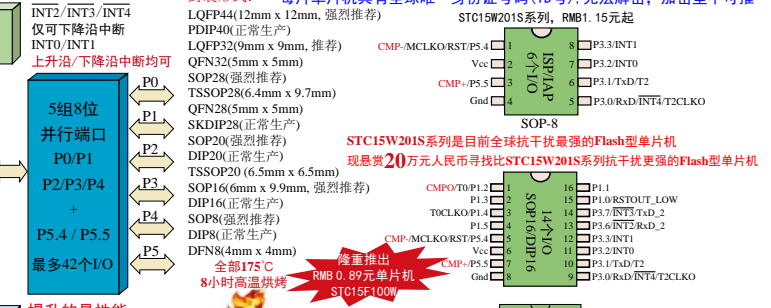 INT2/INT3/INT4
仅可下降沿中断
INT0/INT1
上升沿/下降沿中断均可
5组8位
并行端口
P0/P1
P2/P3/P4
+
P5.4 / P5.5
最多42个I/O
P0
P1
P2
P3
P4
P5
LQFP44(12mm x 12mm, 强烈推荐)
PDIP40(正常生产)
LQFP32(9mm x 9mm, 推荐)
QFN32(5mm x 5mm)
SOP28(强烈推荐)
TSSOP28(6.4mm x 9.7mm)
QFN28(5mm x 5mm)
SKDIP28(正常生产)
SOP20(强烈推荐)
DIP20(正常生产)
TSSOP20 (6.5mm x 6.5mm)
SOP16(6mm x 9.9mm, 强烈推荐)
DIP16(正常生产)
SOP8(强烈推荐)
DIP8(正常生产)
DFN8(4mm x 4mm)
全部175℃
8小时高温烘烤
隆重推出
RMB 0.89元单片机
STC15F100W
STC15W201S系列, RMB1.15元起
CMP-/MCLKO/RST/P5.4 1 8 P3.3/INT1
Vcc 2 7 P3.2/INT0
CMP+/P5.5 3 6 P3.1/TxD/T2
Gnd 4 5 P3.0/RxD/INT4/T2CLKO
ISP/IAP
6个I/O
SOP-8
STC15W201S系列是目前全球抗干扰最强的Flash型单片机
现悬赏20万元人民币寻找比STC15W201S系列抗干扰更强的Flash型单片机
CMPO/T0/P1.2 1 16 P1.1
P1.3 2 15 P1.0/RSTOUT_LOW
T0CLKO/P1.4 3 14 P3.7/INT3/TxD_2
P1.5 4 13 P3.6/INT2/RxD_2
CMP-/MCLKO/RST/P5.4 5 12 P3.3/INT1
Vcc 6 11 P3.2/INT0
CMP+/P5.5 7 10 P3.1/TxD/T2
Gnd 8 9 P3.0/RxD/INT4/T2CLKO
14个I/O
SOP16/DIP16